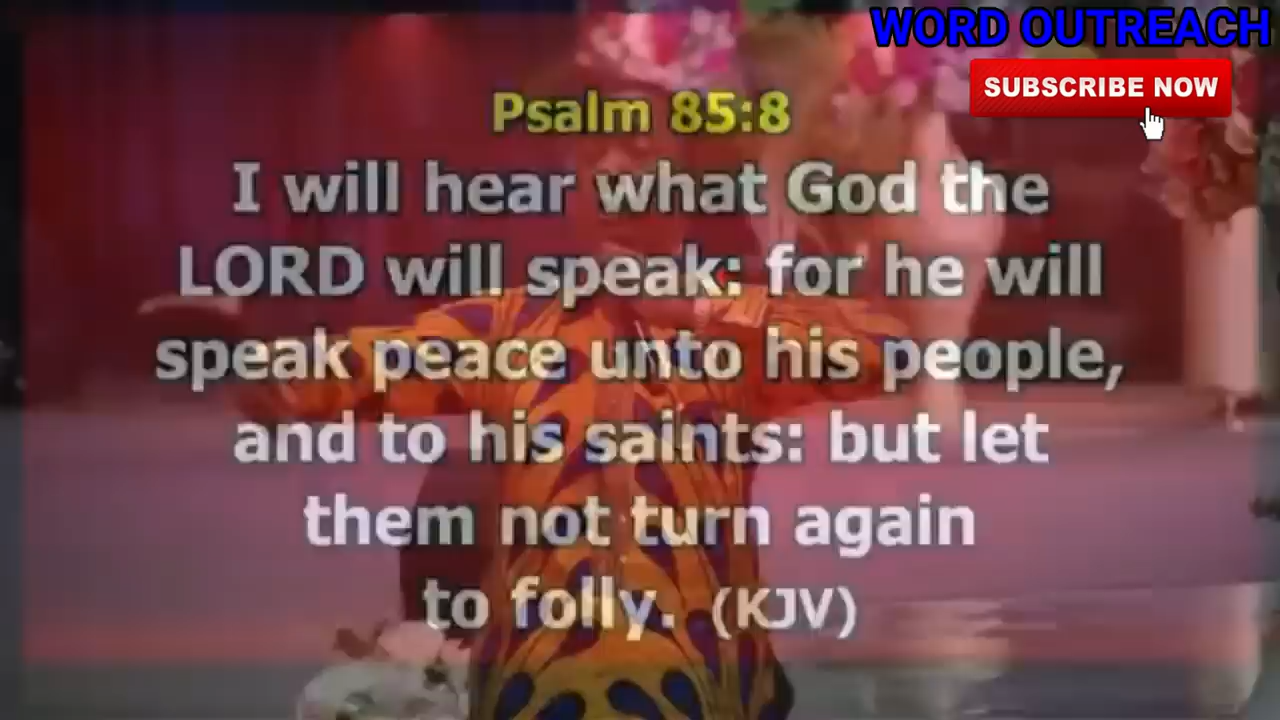 WORD OUTREACH
SUBSCRIBE NOW
Psalm 85:8
I will hear what God the
LORD will speak: for he will
speak peace unto his people,
and to his saints: but let
them not turn again
to folly. (KJV)